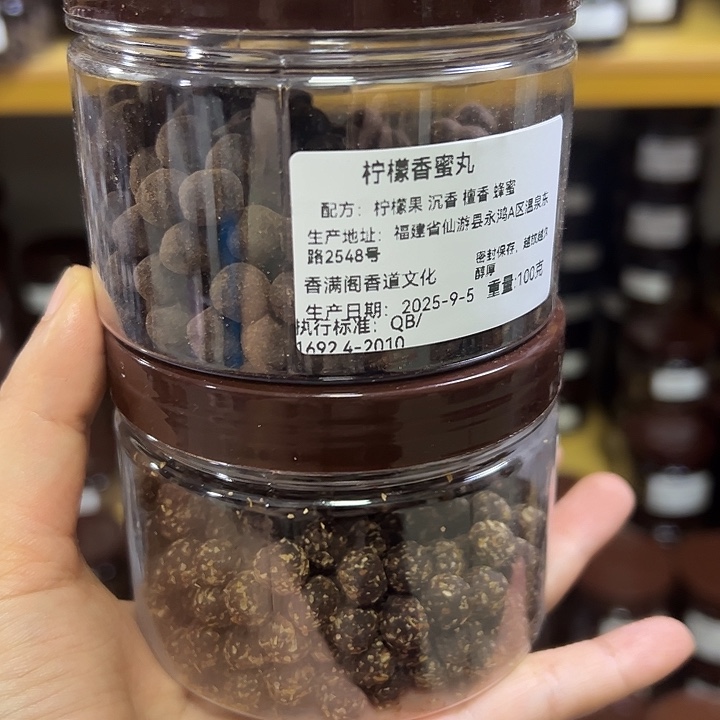 柠檬香蜜丸
配方：柠檬果 沉香 檀香 蜂蜜
生产地址：福建省仙游县永鸿A区温泉东
路2548号
密封保存，越放越久
醇厚
香满阁香道文化
重量:100克
生产日期：2025-9-5
执行标准：QB/
1692.4-2010